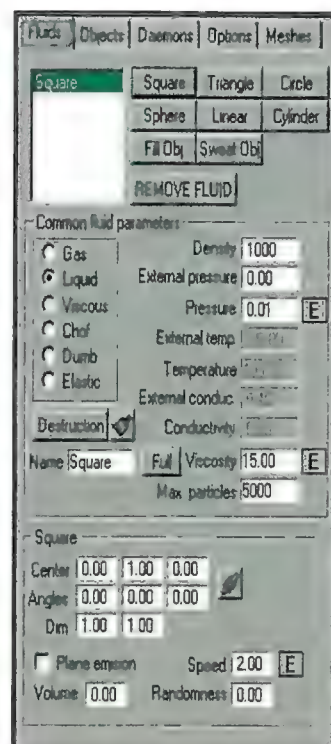 Fluids Objects Daemons Options Meshes
Square
Square Triangle Circle
Sphere Linear Cylinder
Fill Obj Sweat Obj
REMOVE FLUID
Common fluid parameters
Gas
Liquid
Viscous
Chof
Dumb
Elastic
Density 1000
External pressure 0.00
Pressure 0.01 E
External temp
Temperature
External conduc
Conductivity
Destruction
Name Square Full Viscosity 15.00 E
Max particles 5000
Square
Center 0.00 1.00 0.00
Angles 0.00 0.00 0.00
Dim 1.00 1.00
Plane emision Speed 2.00 E
Volume 0.00 Randomness 0.00